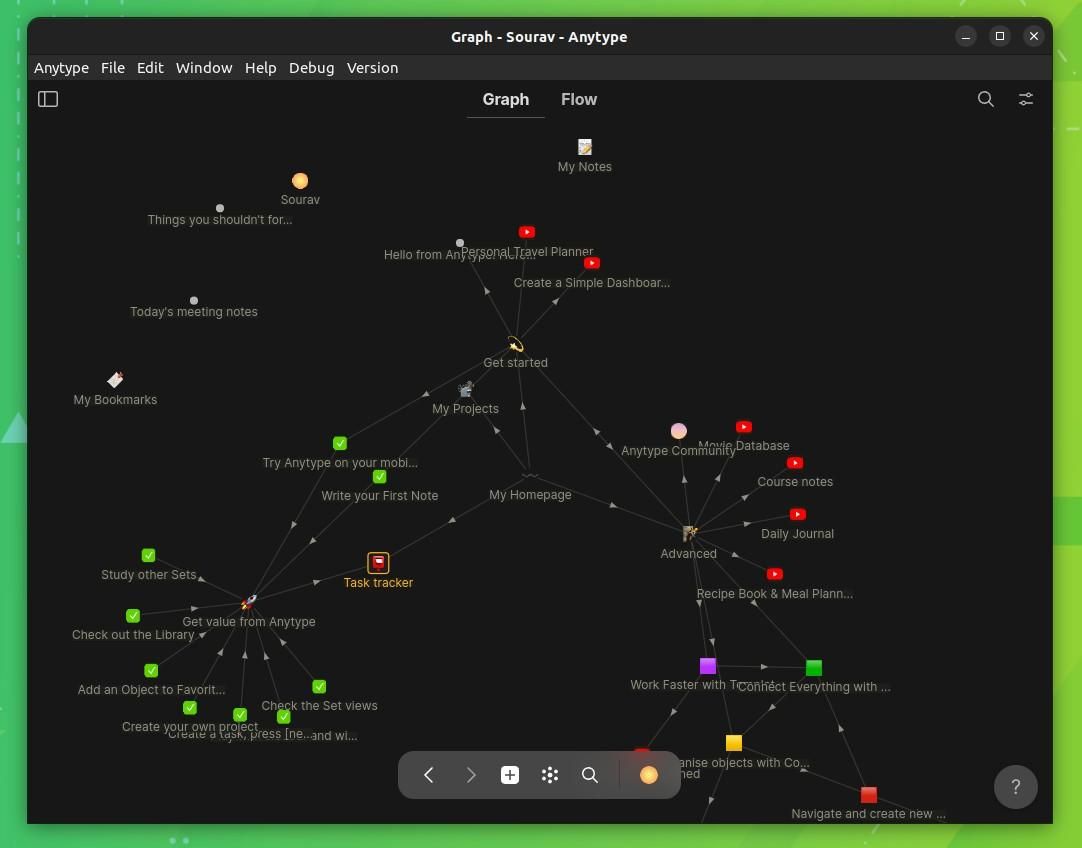 Graph - Sourav - Anytype
Anytype File Edit Window Help Debug Version
Graph Flow
My Notes
Sourav
Things you shouldn't for...
Personal Travel Planner
Hello from Anytype! Here...
Create a Simple Dashboar...
Today's meeting notes
Get started
My Bookmarks
My Projects
Movie Database
Anytype Community
Try Anytype on your mobi...
Course notes
Write your First Note
My Homepage
Daily Journal
Advanced
Study other Sets
Task tracker
Recipe Book & Meal Plann...
Get value from Anytype
Check out the Library
Work Faster with
Connect Everything with ...
Add an Object to Favorit...
Check the Set views
Create your own project
Create a task, press [ne...
and wi...
anise objects with Co...
ned
Navigate and create new ...
?